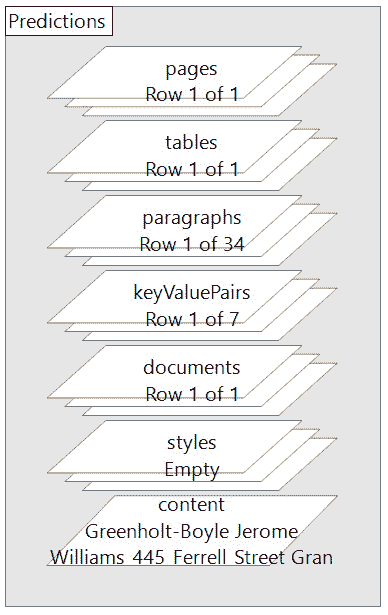 Predictions
pages
Row 1 of 1
tables
Row 1 of 1
paragraphs
Row 1 of 34
keyValuePairs
Row 1 of 7
documents
Row 1 of 1
styles
Empty
content
Greenholt-Boyle Jerome
Williams 445 Ferrell Street Gran